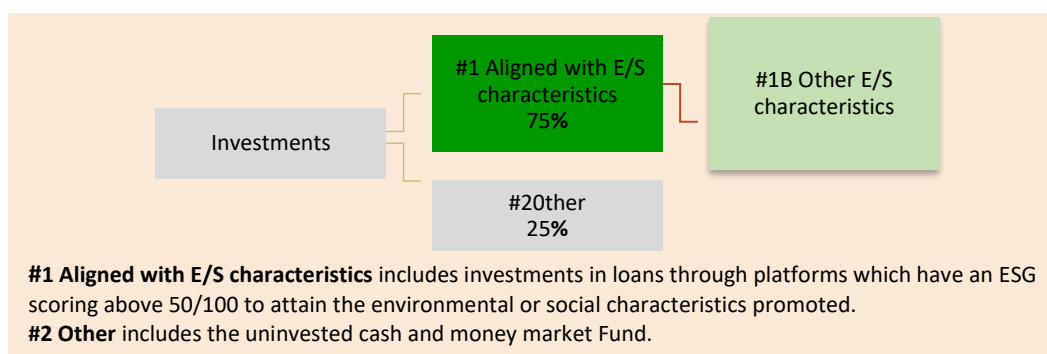 #1 Aligned with E/S
characteristics
75%
#1B Other E/S
characteristics
Investments
#2Other
25%
#1 Aligned with E/S characteristics includes investments in loans through platforms which have an ESG
scoring above 50/100 to attain the environmental or social characteristics promoted.
#2 Other includes the uninvested cash and money market Fund.